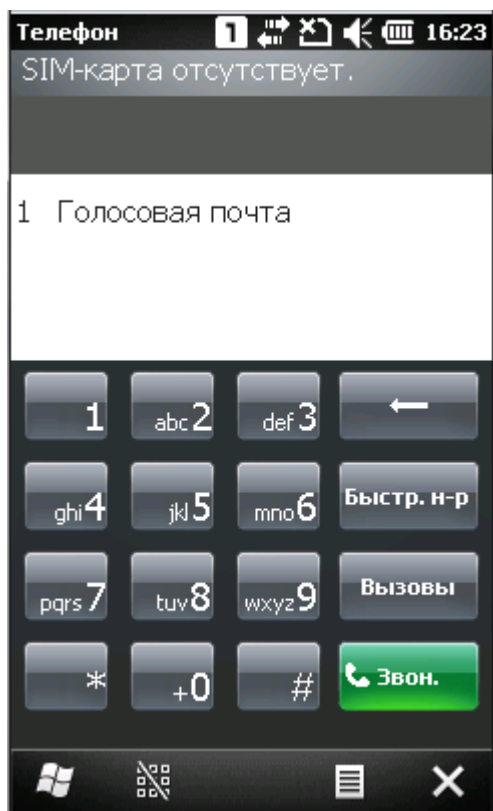 Телефон 1 16:23
SIM-карта отсутствует.
1 Голосовая почта
1 abc2 def3
ghi4 jkl5 mno6 Быстр. н-р
pqrs7 tuv8 wxyz9 Вызовы
* +0 # Звон.